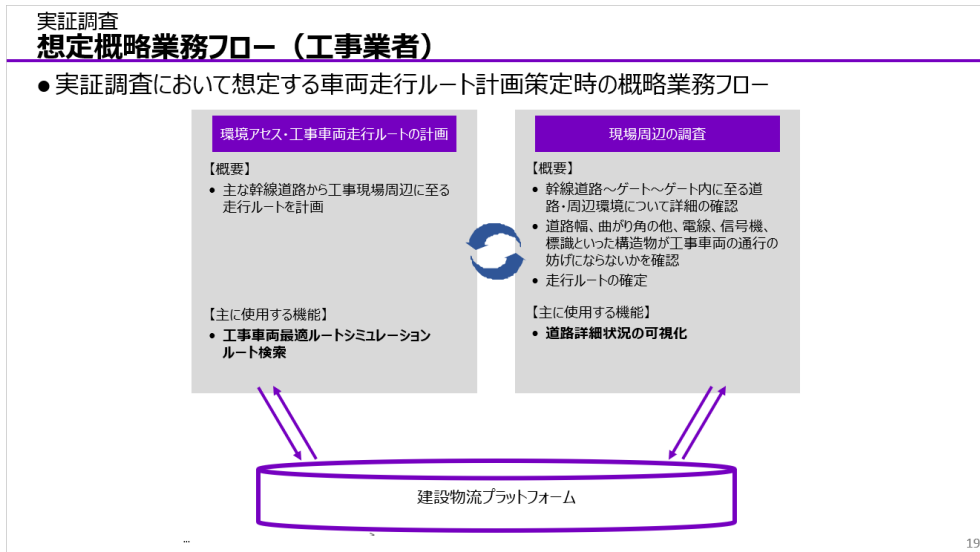 実証調査
想定概略業務フロー（工事業者）
● 実証調査において想定する車両走行ルート計画策定時の概略業務フロー
環境アセス・工事車両走行ルートの計画
【概要】
• 主な幹線道路から工事現場周辺に至る
走行ルートを計画
【主に使用する機能】
• 工事車両最適ルートシミュレーション
ルート検索
現場周辺の調査
【概要】
• 幹線道路～ゲート～ゲート内に至る道
路・周辺環境について詳細の確認
• 道路幅、曲がり角の他、電線、信号機、
標識といった構造物が工事車両の通行の
妨げにならないかを確認
• 走行ルートの確定
【主に使用する機能】
• 道路詳細状況の可視化
建設物流プラットフォーム
...
19